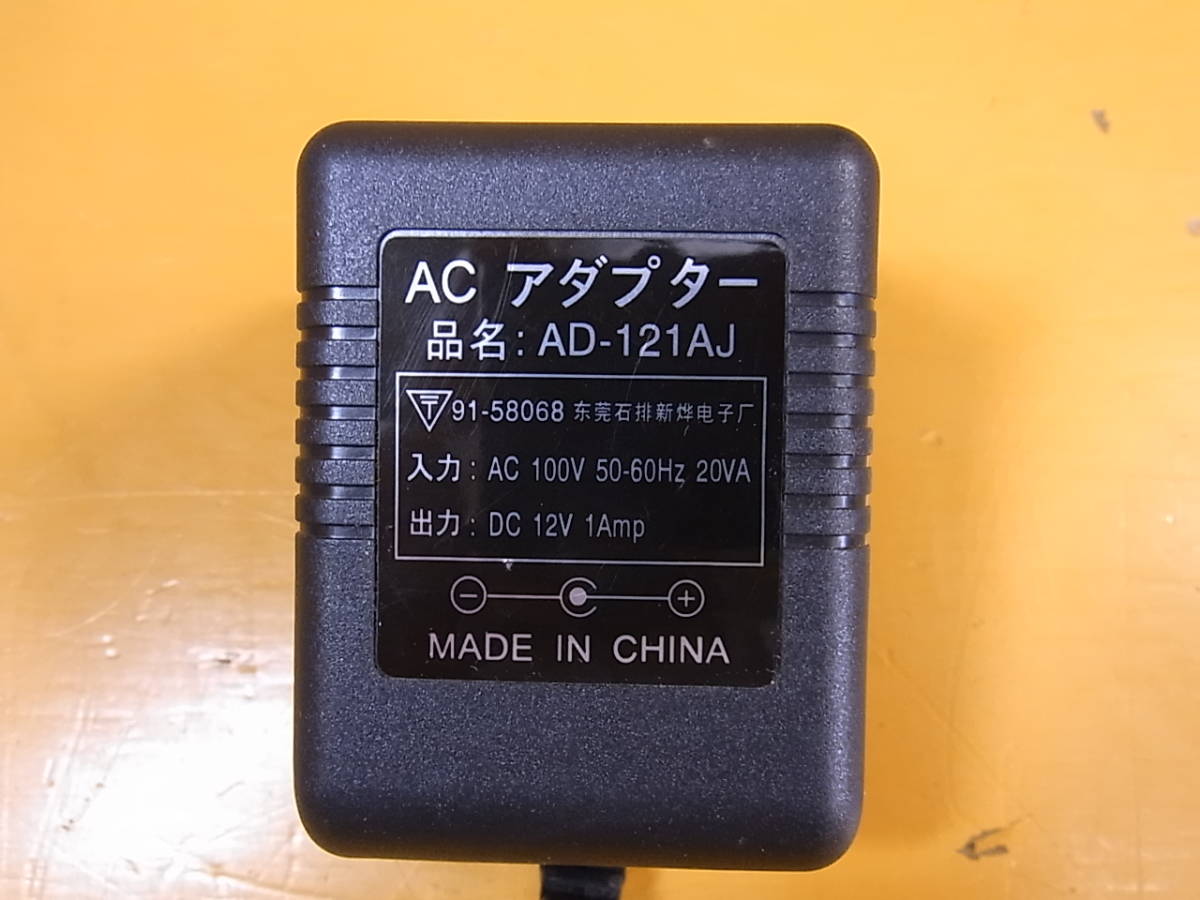 AC アダプター
品名: AD-121AJ
〒91-58068 东莞石排新烨电子厂
入力: AC 100V 50-60Hz 20VA
出力: DC 12V 1Amp
MADE IN CHINA